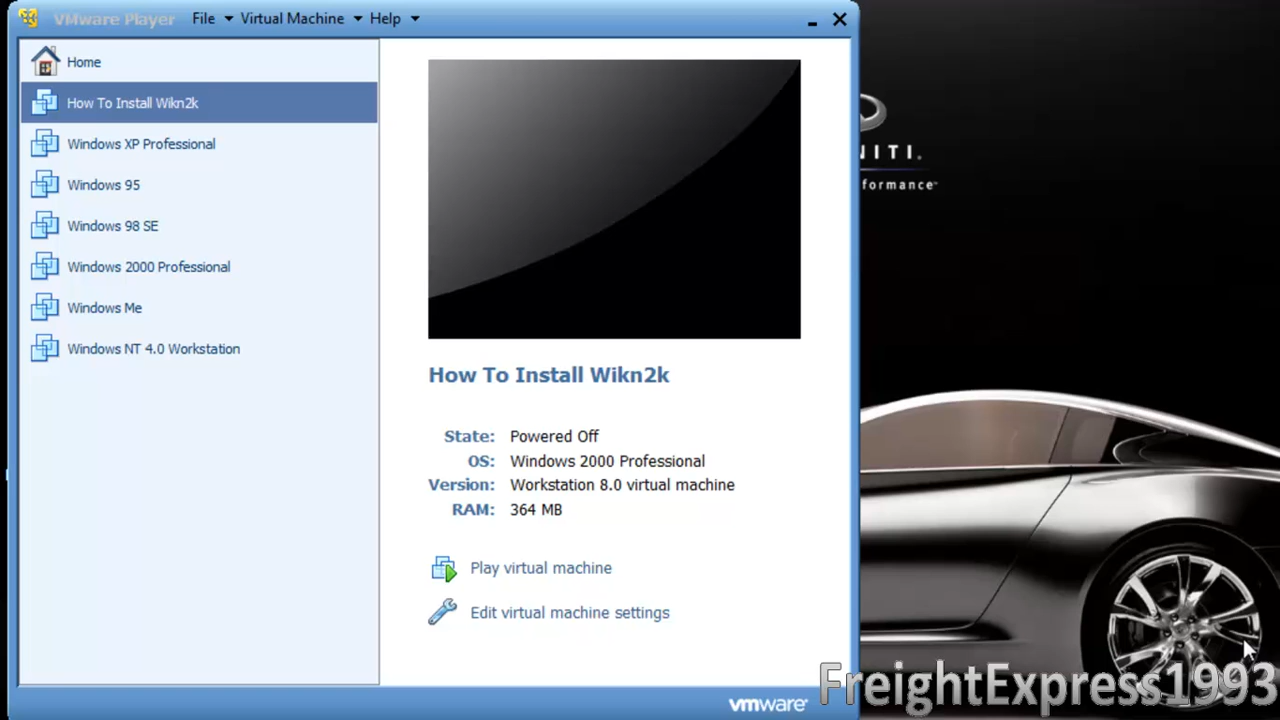 VMware Player File Virtual Machine Help
Home
How To Install Wikn2k
Windows XP Professional
Windows 95
Windows 98 SE
Windows 2000 Professional
Windows Me
Windows NT 4.0 Workstation
How To Install Wikn2k
State: Powered Off
OS: Windows 2000 Professional
Version: Workstation 8.0 virtual machine
RAM: 364 MB
Play virtual machine
Edit virtual machine settings
vmware
NITI.
formance™
FreightExpress1993